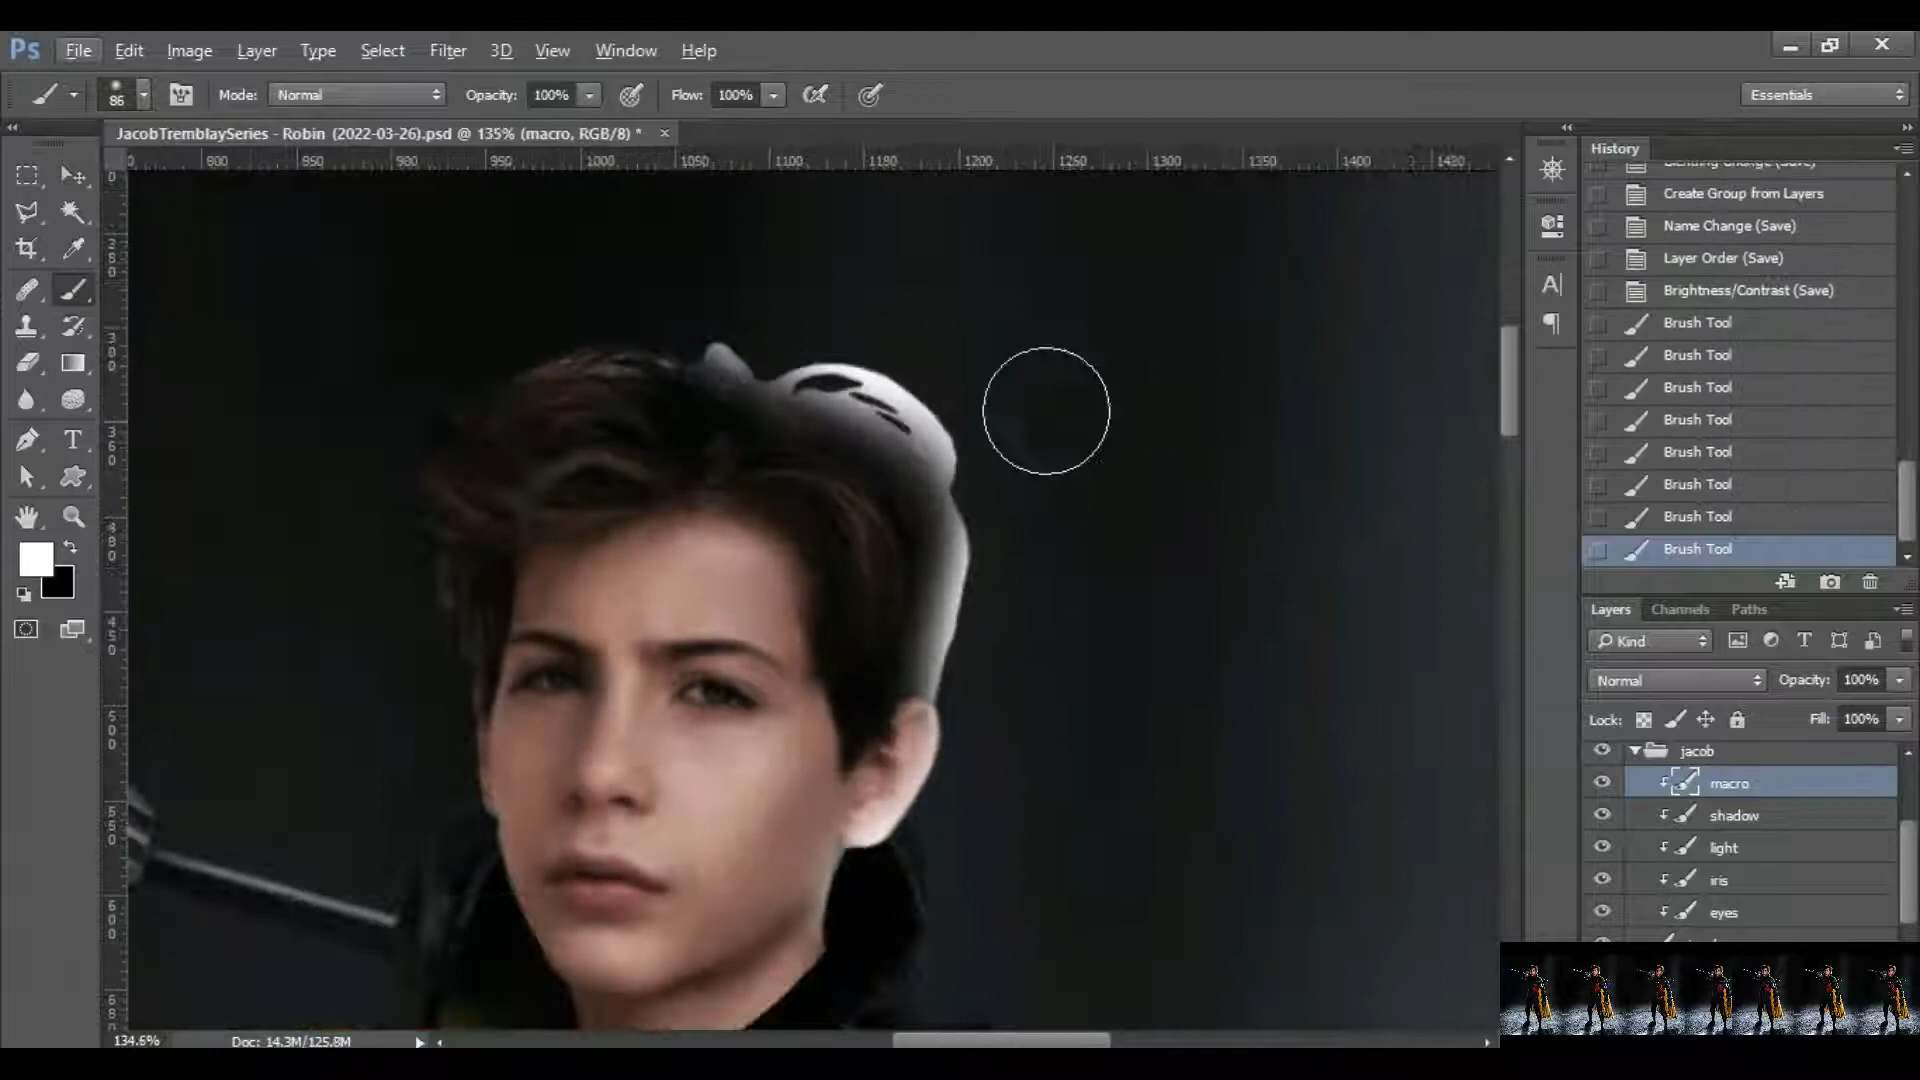 Ps File Edit Image Layer Type Select Filter 3D View Window Help
86 Mode: Normal Opacity: 100% Flow: 100% Essentials
JacobTremblaySeries - Robin (2022-03-26).psd @ 135% (macro, RGB/8) *
History
Create Group from Layers
Name Change (Save)
Layer Order (Save)
Brightness/Contrast (Save)
Brush Tool
Brush Tool
Brush Tool
Brush Tool
Brush Tool
Brush Tool
Brush Tool
Brush Tool
Layers Channels Paths
Kind
Normal Opacity: 100%
Lock: Fill: 100%
jacob
macro
shadow
light
iris
eyes
134.6% Doc: 14.3M/125.8M